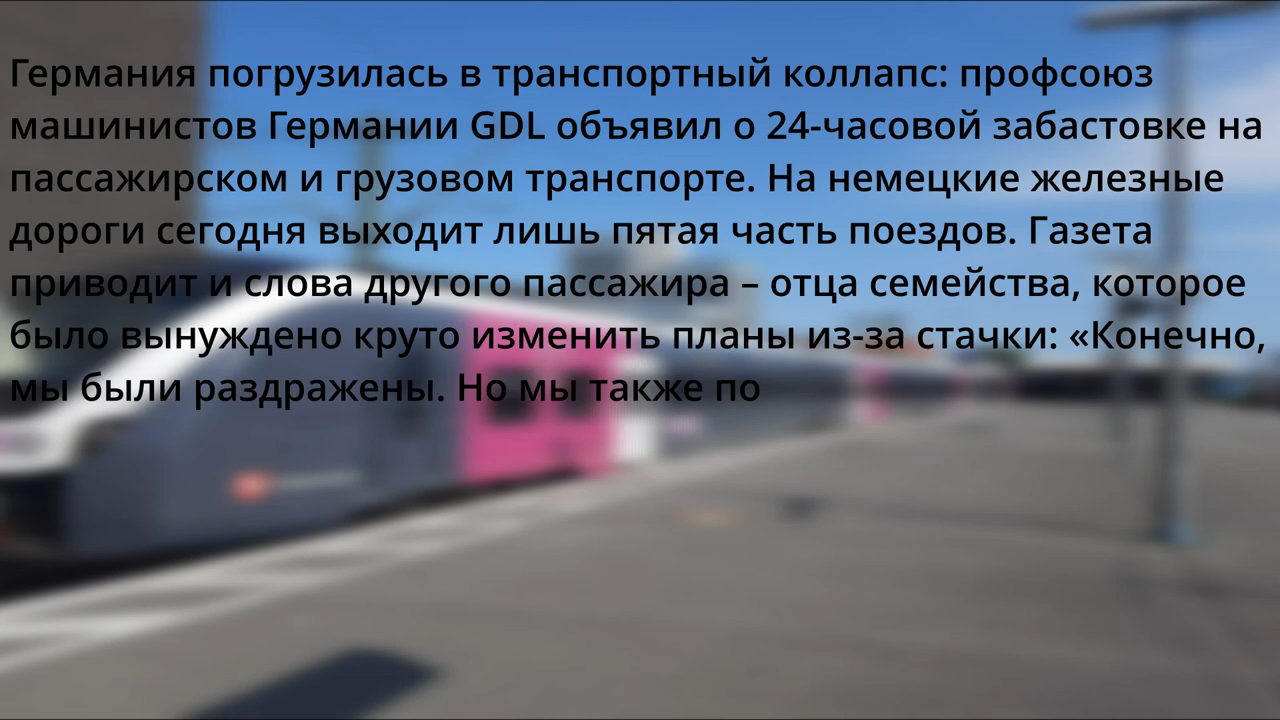 Германия погрузилась в транспортный коллапс: профсоюз
машинистов Германии GDL объявил о 24-часовой забастовке на
пассажирском и грузовом транспорте. На немецкие железные
дороги сегодня выходит лишь пятая часть поездов. Газета
приводит и слова другого пассажира – отца семейства, которое
было вынуждено круто изменить планы из-за стачки: «Конечно,
мы были раздражены. Но мы также по